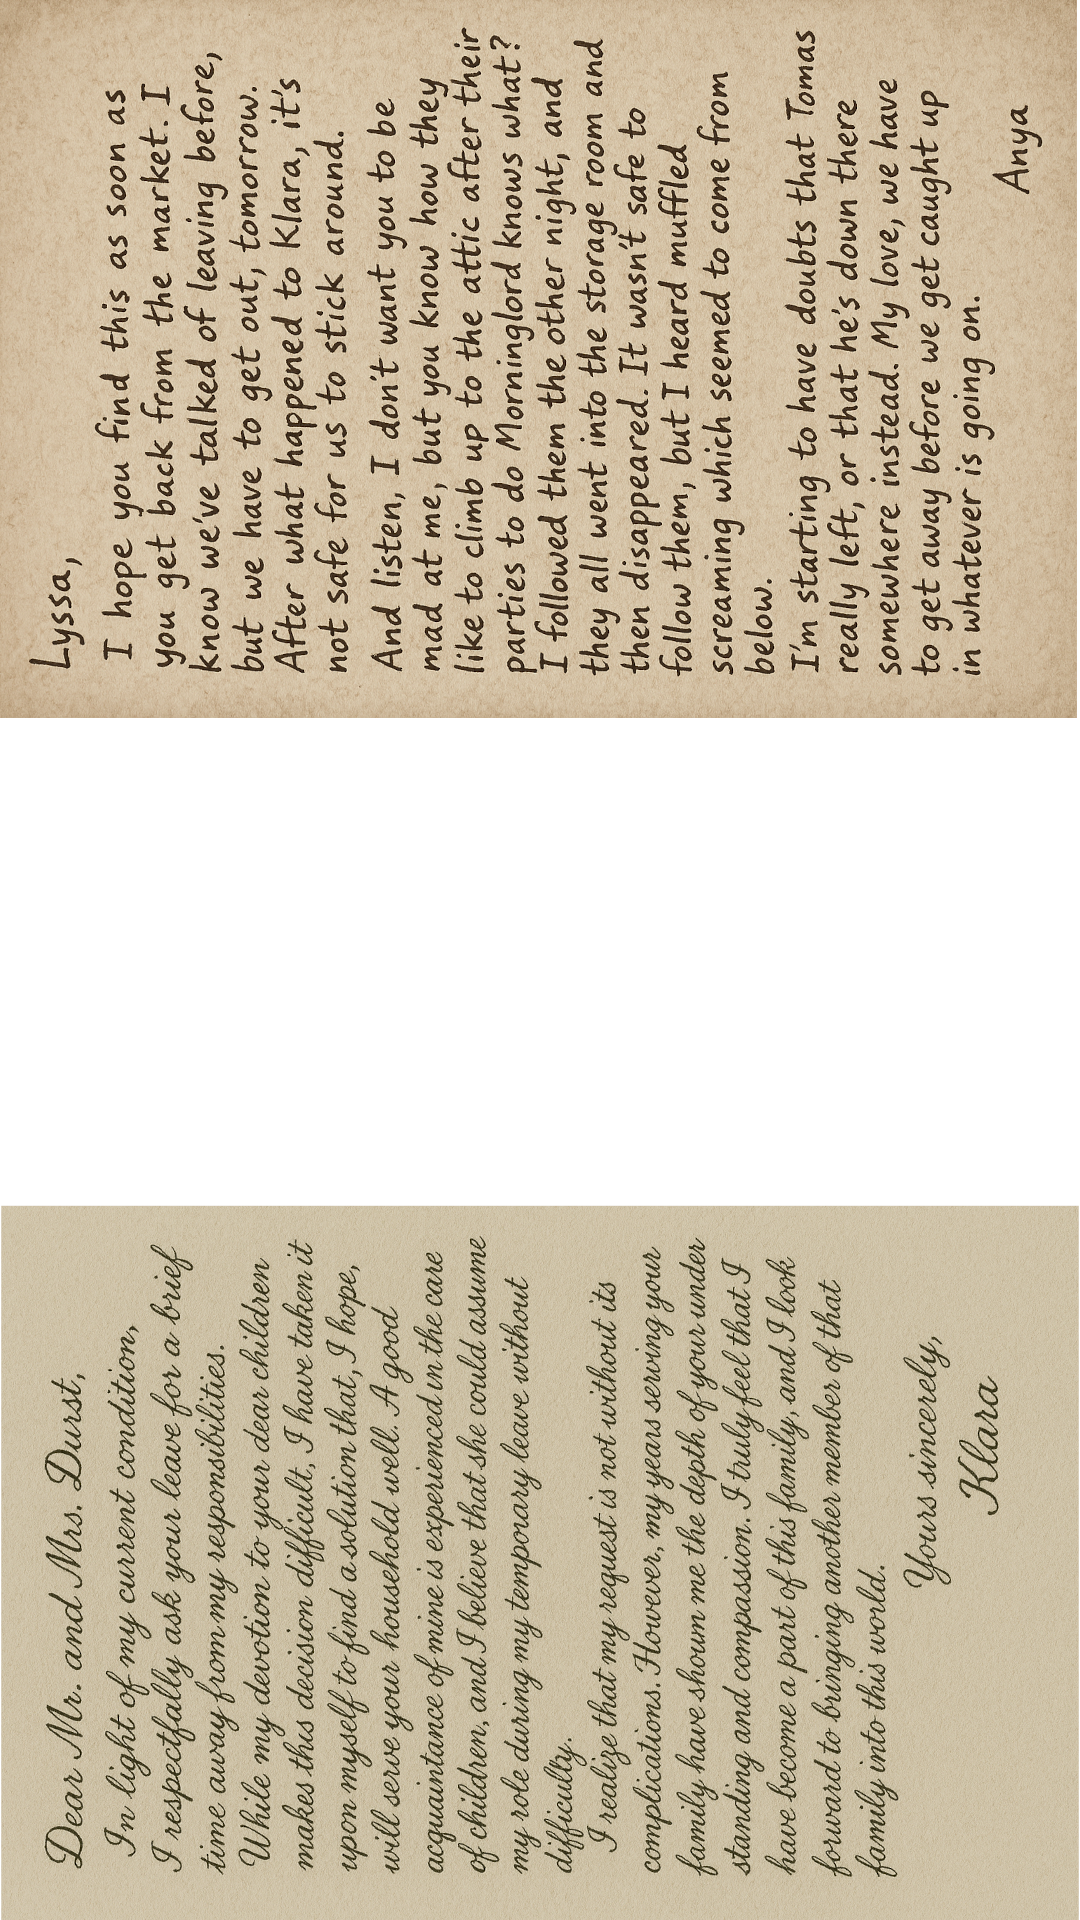 Lyssa,
I hope you find this as soon as
you get back from the market. I
know we've talked of leaving before,
but we have to get out, tomorrow.
After what happened to Klara, it's
not safe for us to stick around.
And listen, I don't want you to be
mad at me, but you know how they
like to climb up to the attic after their
parties to do Morninglord knows what?
I followed them the other night, and
they all went into the storage room and
then disappeared. It wasn't safe to
follow them, but I heard muffled
screaming which seemed to come from
below.
I'm starting to have doubts that Tomas
really left, or that he's down there
somewhere instead. My love, we have
to get away before we get caught up
in whatever is going on.
Anya
Dear Mr. and Mrs. Durst,
In light of my current condition,
I respectfally ask your leave for a brief
time away from my responsibilities.
While my devotion to your dear children
makes this decision difficult, I have taken it
upon myself to find a solution that, I hope,
will serve your household well. A good
acquaintance of mine is experienced in the care
of children, and I believe that she could assume
my role during my temporary leave without
difficulty.
I realize that my request is not without its
complications. However, my years serving your
family have shoum me the depth of your under
standing and compassion. I truly feel that I
have become a part of this family, and I look
forward to bringing another member of that
family into this world.
Yours sincerely,
Klara